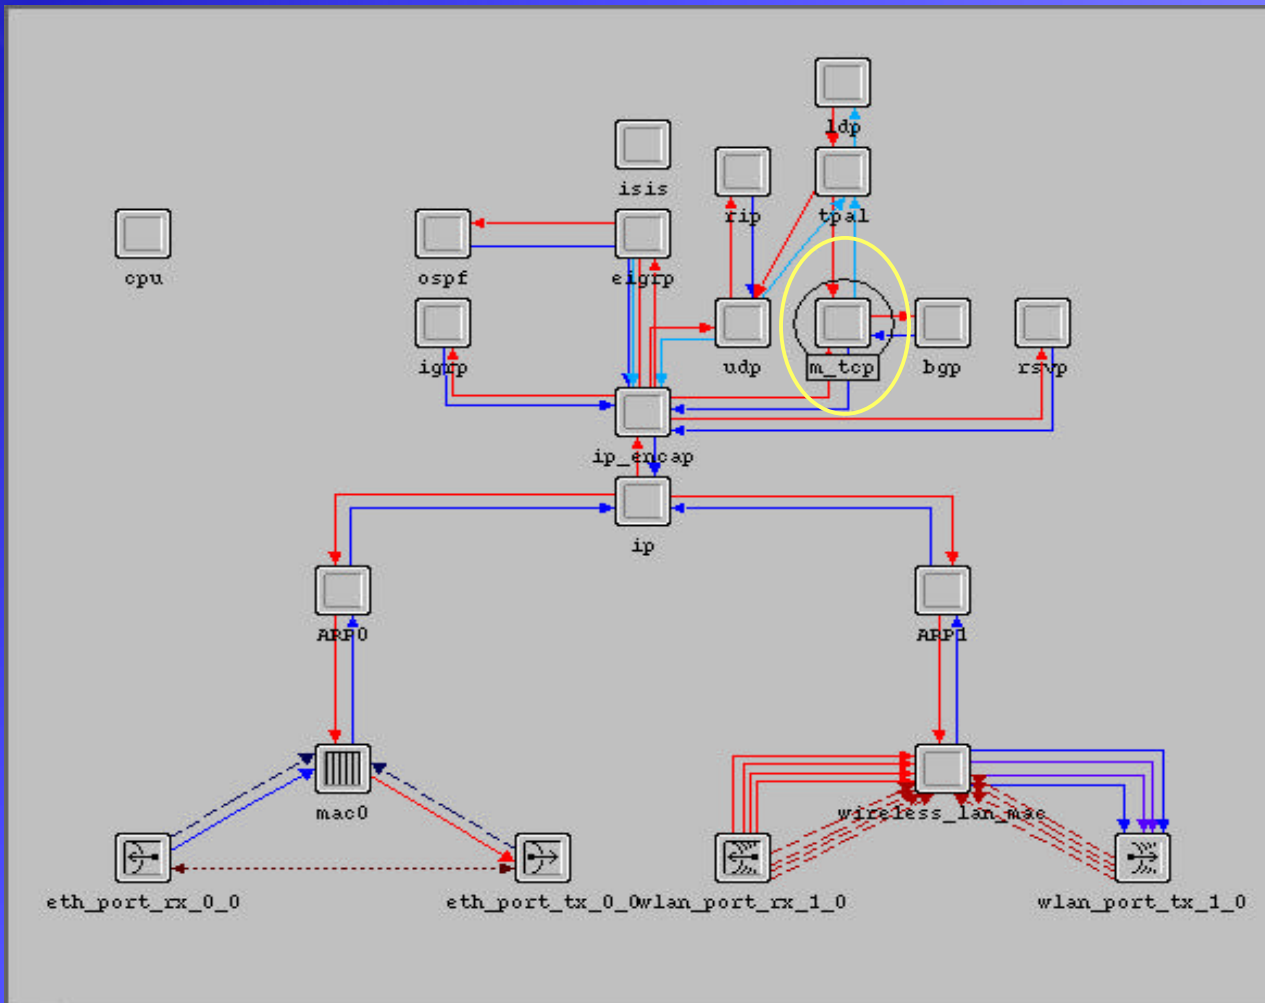 ldp
isis
rip
tpal
cpu
ospf
eigrp
igrp
udp
m_tcp
bgp
rsvp
ip_encap
ip
ARP0
ARP1
mac0
wireless_lan_mac
eth_port_rx_0_0
eth_port_tx_0_0
wlan_port_rx_1_0
wlan_port_tx_1_0